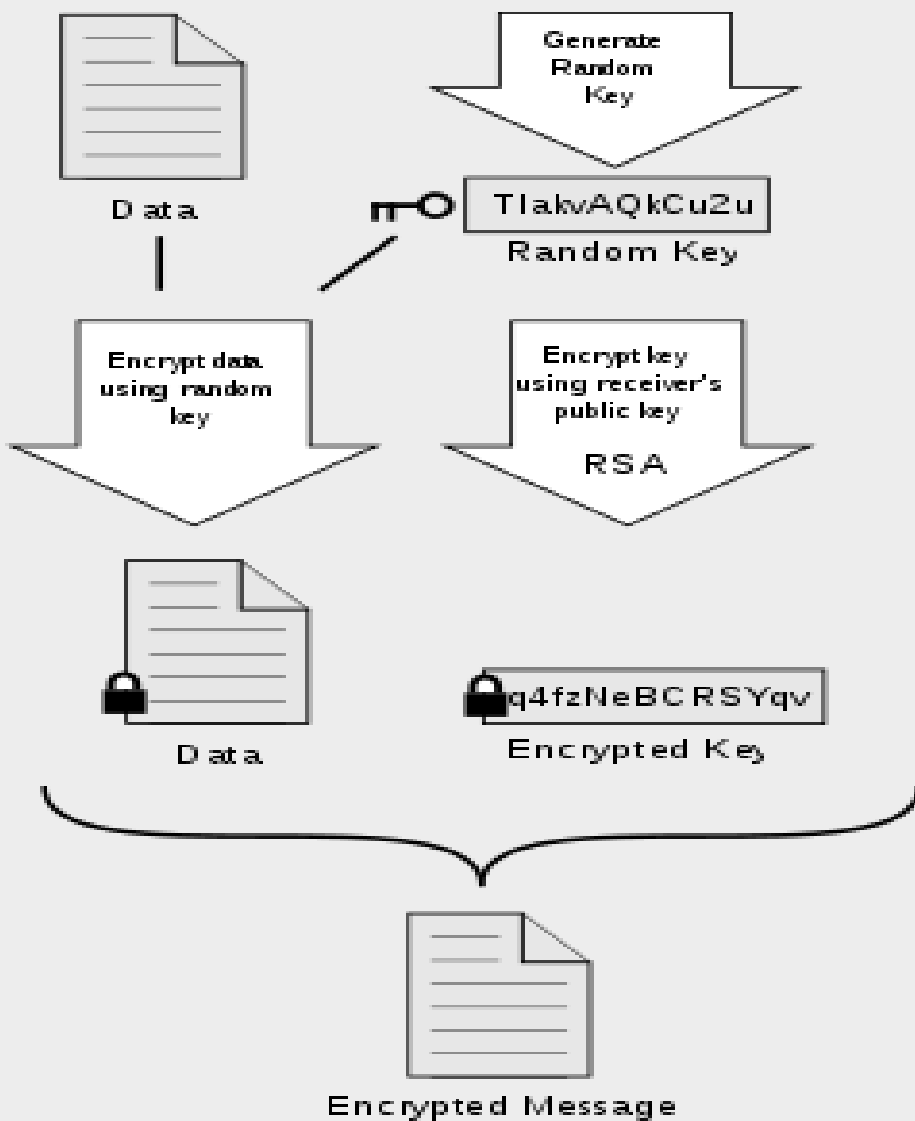 Generate
Random
Key
Data
TIakvAQkCu2u
Random Key
Encrypt data
using random
key
Encrypt key
using receiver's
public key
RSA
Data
q4fzNeBCRSYqv
Encrypted Key
Encrypted Message